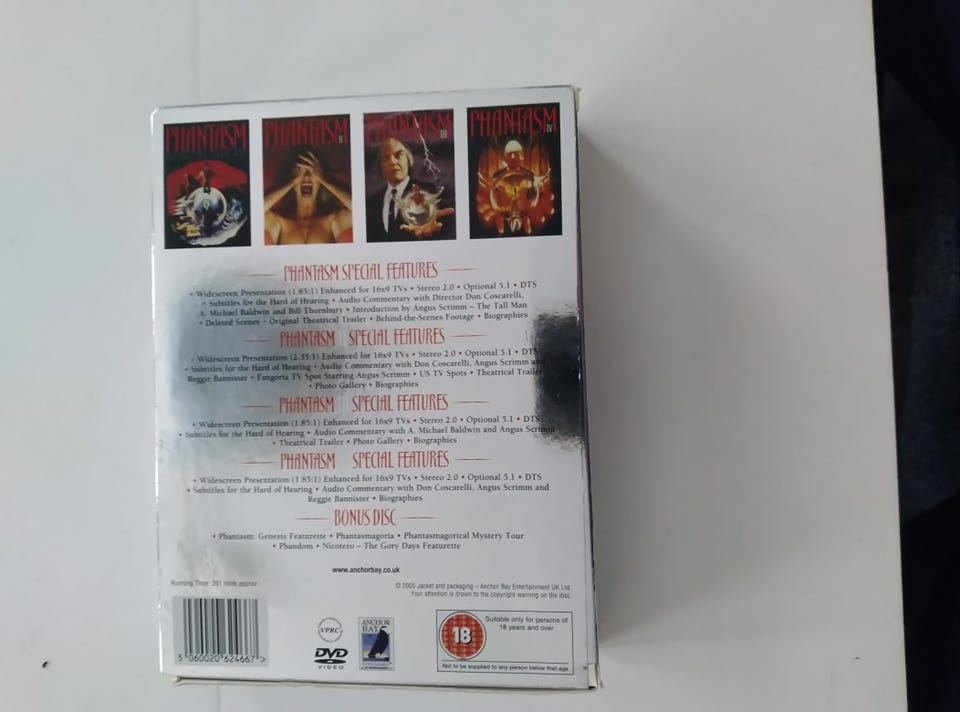 PHANTASM
PHANTASM II
PHANTASM III
PHANTASM IV
PHANTASM SPECIAL FEATURES
• Widescreen Presentation (1.85:1) Enhanced for 16x9 TVs • Stereo 2.0 • Optional 5.1 • DTS
• Subtitles for the Hard of Hearing • Audio Commentary with Director Don Coscarelli,
A. Michael Baldwin and Bill Thornbury • Introduction by Angus Scrimm – The Tall Man
• Deleted Scenes • Original Theatrical Trailer • Behind-the-Scenes Footage • Biographies
PHANTASM SPECIAL FEATURES
• Widescreen Presentation (2.35:1) Enhanced for 16x9 TVs • Stereo 2.0 • Optional 5.1 • DTS
• Subtitles for the Hard of Hearing • Audio Commentary with Don Coscarelli, Angus Scrimm and
Reggie Bannister • Fangoria TV Spot Starring Angus Scrimm • US TV Spots • Theatrical Trailer
• Photo Gallery • Biographies
PHANTASM SPECIAL FEATURES
• Widescreen Presentation (1.85:1) Enhanced for 16x9 TVs • Stereo 2.0 • Optional 5.1 • DTS
• Subtitles for the Hard of Hearing • Audio Commentary with A. Michael Baldwin and Angus Scrimm
• Theatrical Trailer • Photo Gallery • Biographies
PHANTASM SPECIAL FEATURES
• Widescreen Presentation (1.85:1) Enhanced for 16x9 TVs • Stereo 2.0 • Optional 5.1 • DTS
• Subtitles for the Hard of Hearing • Audio Commentary with Don Coscarelli, Angus Scrimm and
Reggie Bannister • Biographies
BONUS DISC
• Phantasm: Genesis Featurette • Phantasmagoria • Phantasmagorical Mystery Tour
• Phandom • Nicotero – The Gory Days Featurette
www.anchorbay.co.uk
Running Time: 351 mins approx
© 2005 Jacket and packaging – Anchor Bay Entertainment UK Ltd.
Your attention is drawn to the copyright warning on the disc
5 060020 624667 >
VPRC
DVD
VIDEO
ANCHOR
BAY
18
Suitable only for persons of
18 years and over
Not to be supplied to any person below that age